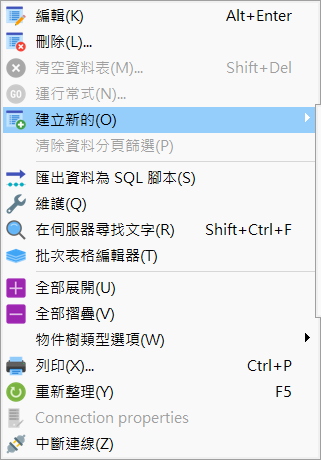 編輯(K) Alt+Enter
刪除(L)...
清空資料表(M)... Shift+Del
GO 運行常式(N)...
建立新的(O)
清除資料分頁篩選(P)
匯出資料為 SQL 腳本(S)
維護(Q)
在伺服器尋找文字(R) Shift+Ctrl+F
批次表格編輯器(T)
全部展開(U)
全部摺疊(V)
物件樹類型選項(W)
列印(X)... Ctrl+P
重新整理(Y) F5
Connection properties
中斷連線(Z)